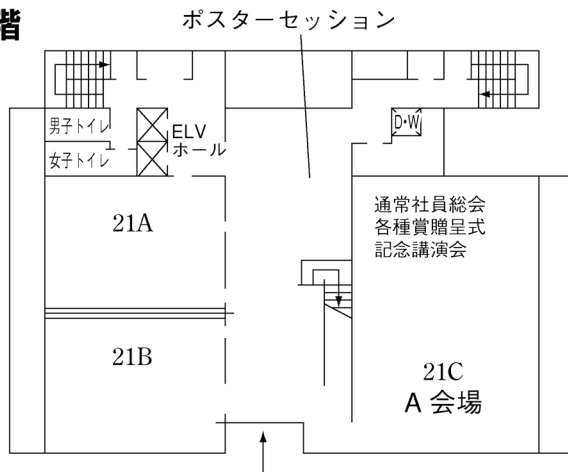 階
ポスターセッション
男子トイレ
女子トイレ
ELV
ホール
D・W
21A
通常社員総会
各種賞贈呈式
記念講演会
21B
21C
A 会場